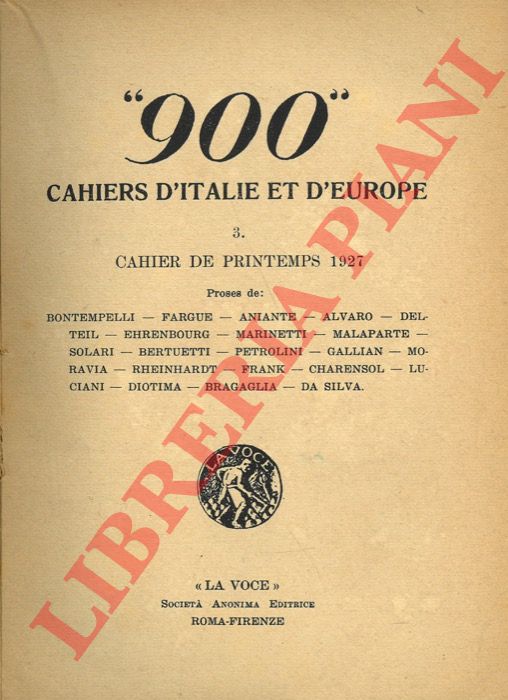 "900"
CAHIERS D'ITALIE ET D'EUROPE
3.
CAHIER DE PRINTEMPS 1927
Proses de:
BONTEMPELLI — FARGUE — ANIANTE — ALVARO — DEL-
TEIL — EHRENBOURG — MARINETTI — MALAPARTE —
SOLARI — BERTUETTI — PETROLINI — GALLIAN — MO-
RAVIA — RHEINHARDT — FRANK — CHARENSOL — LU-
CIANI — DIOTIMA — BRAGAGLIA — DA SILVA.
LA VOCE
« LA VOCE »
SOCIETÀ ANONIMA EDITRICE
ROMA-FIRENZE
LIBRERIA PIANI